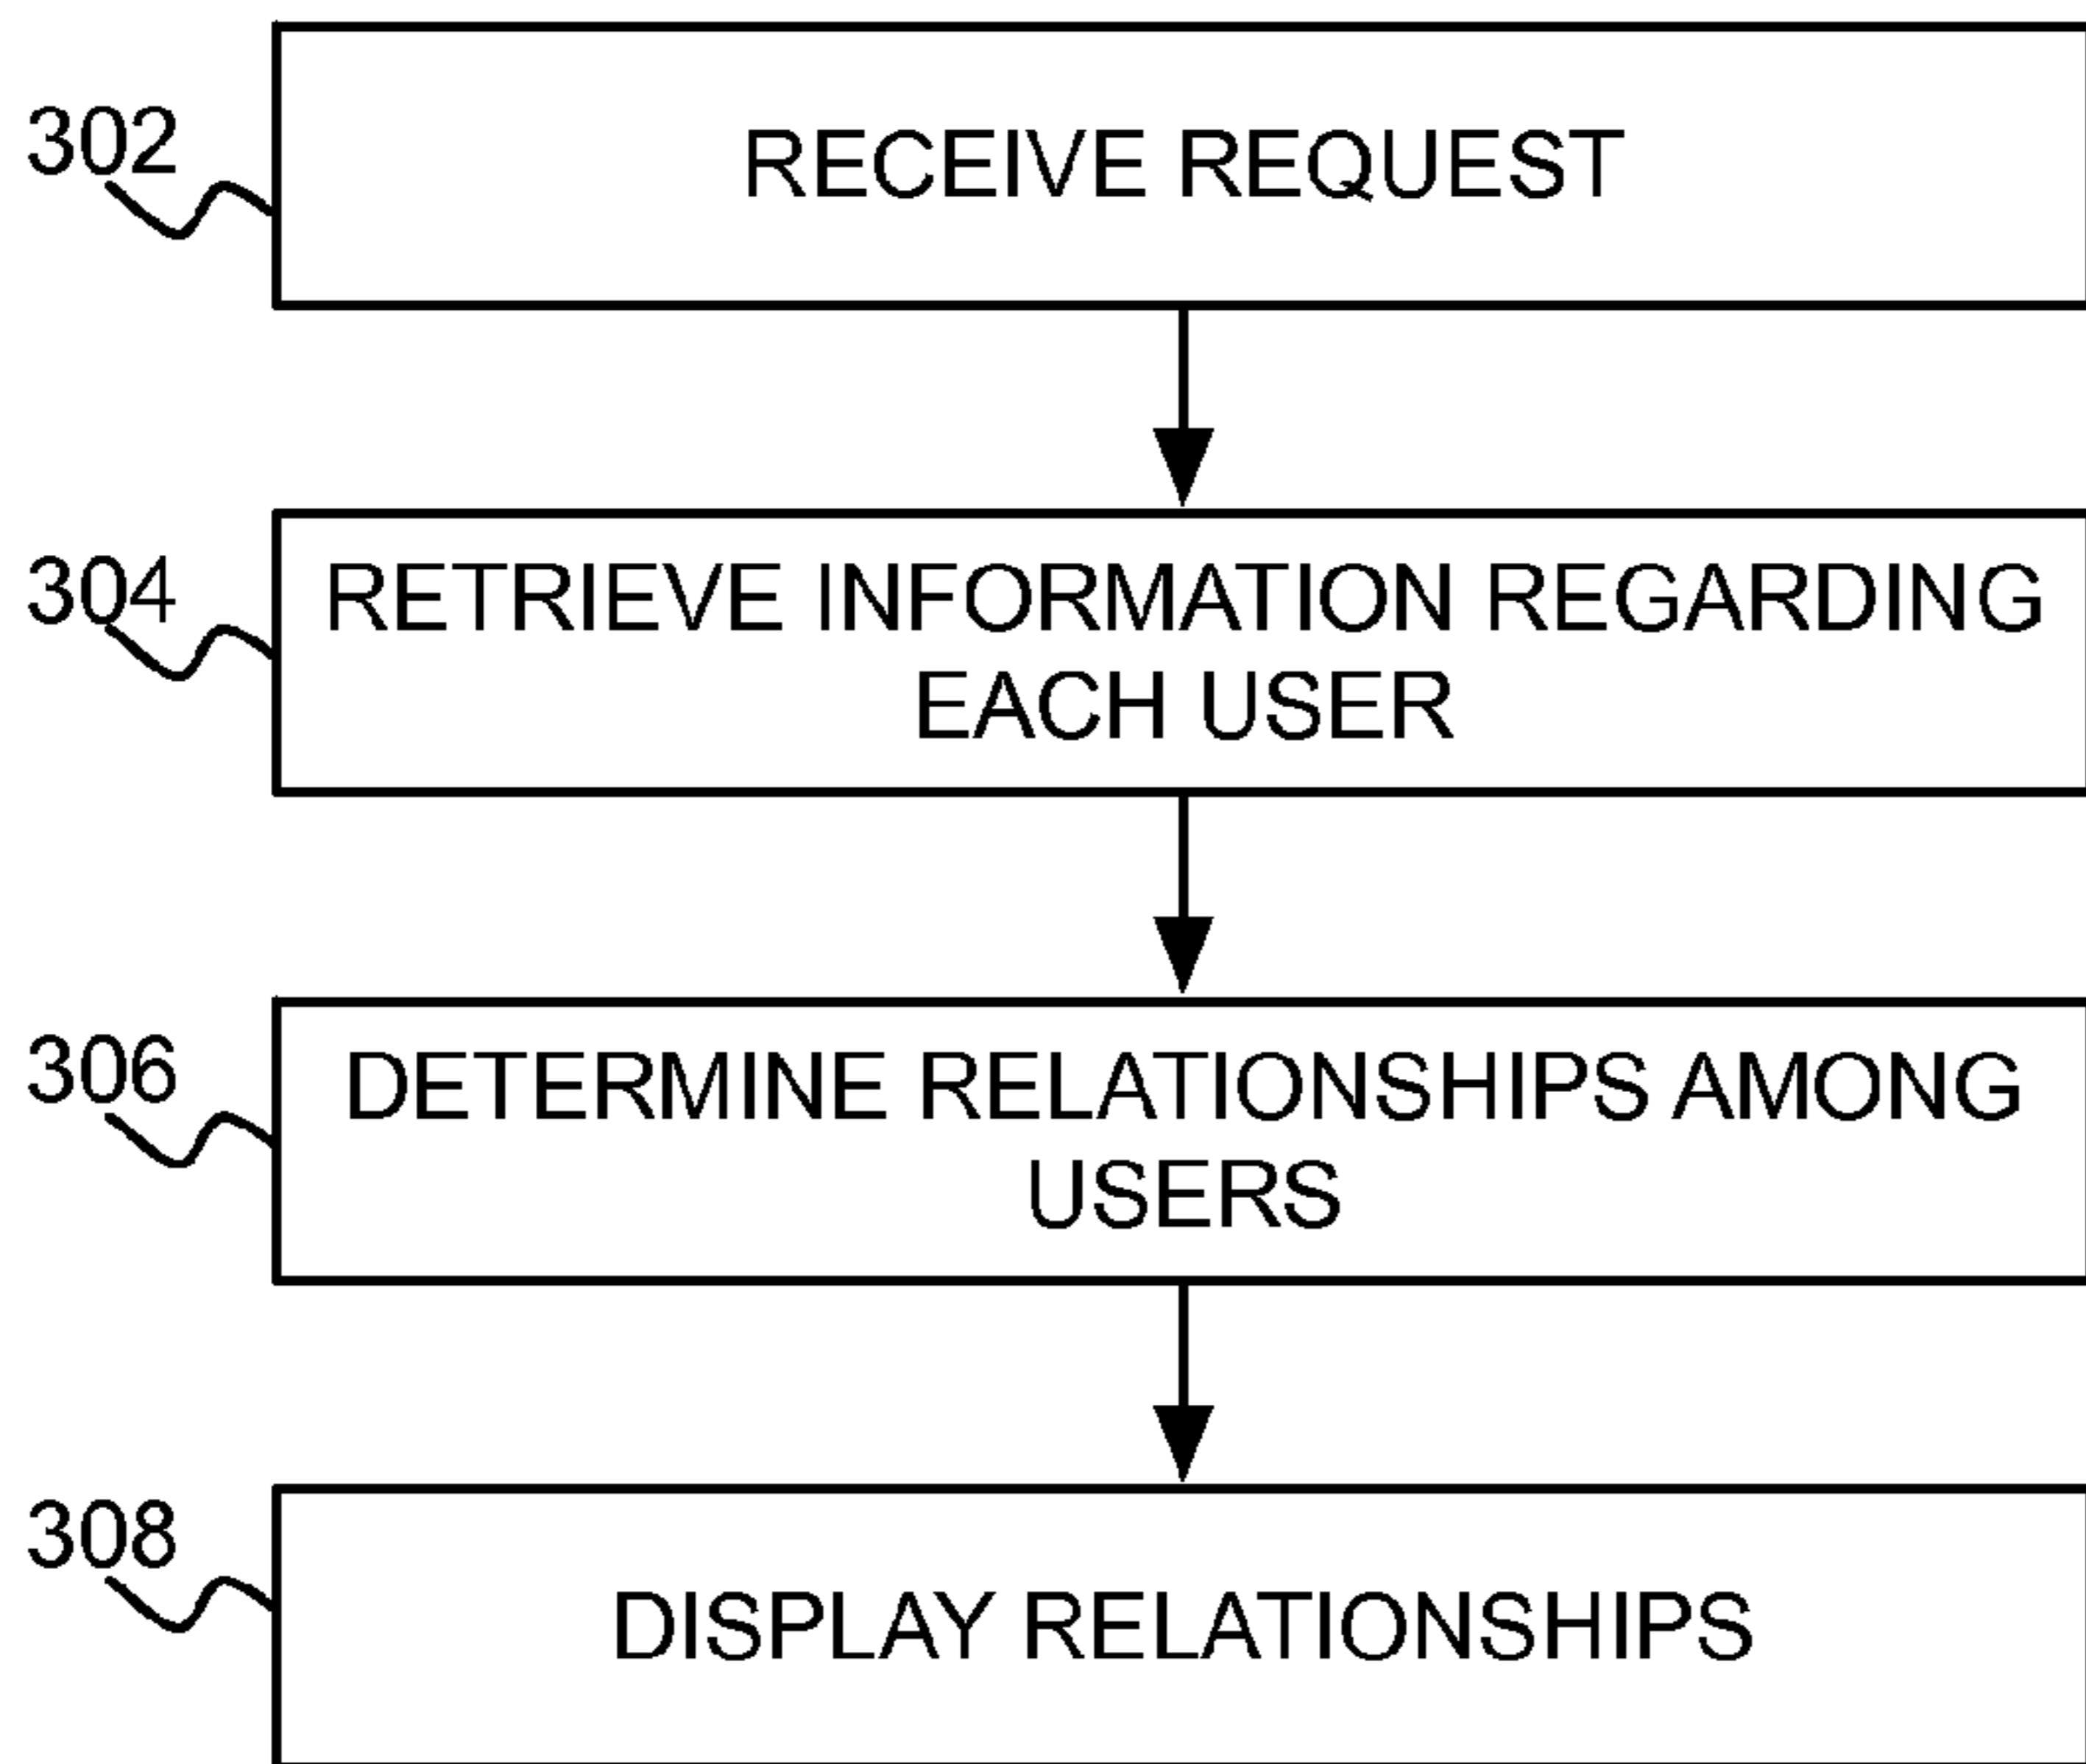 302
RECEIVE REQUEST
304
RETRIEVE INFORMATION REGARDING
EACH USER
306
DETERMINE RELATIONSHIPS AMONG
USERS
308
DISPLAY RELATIONSHIPS